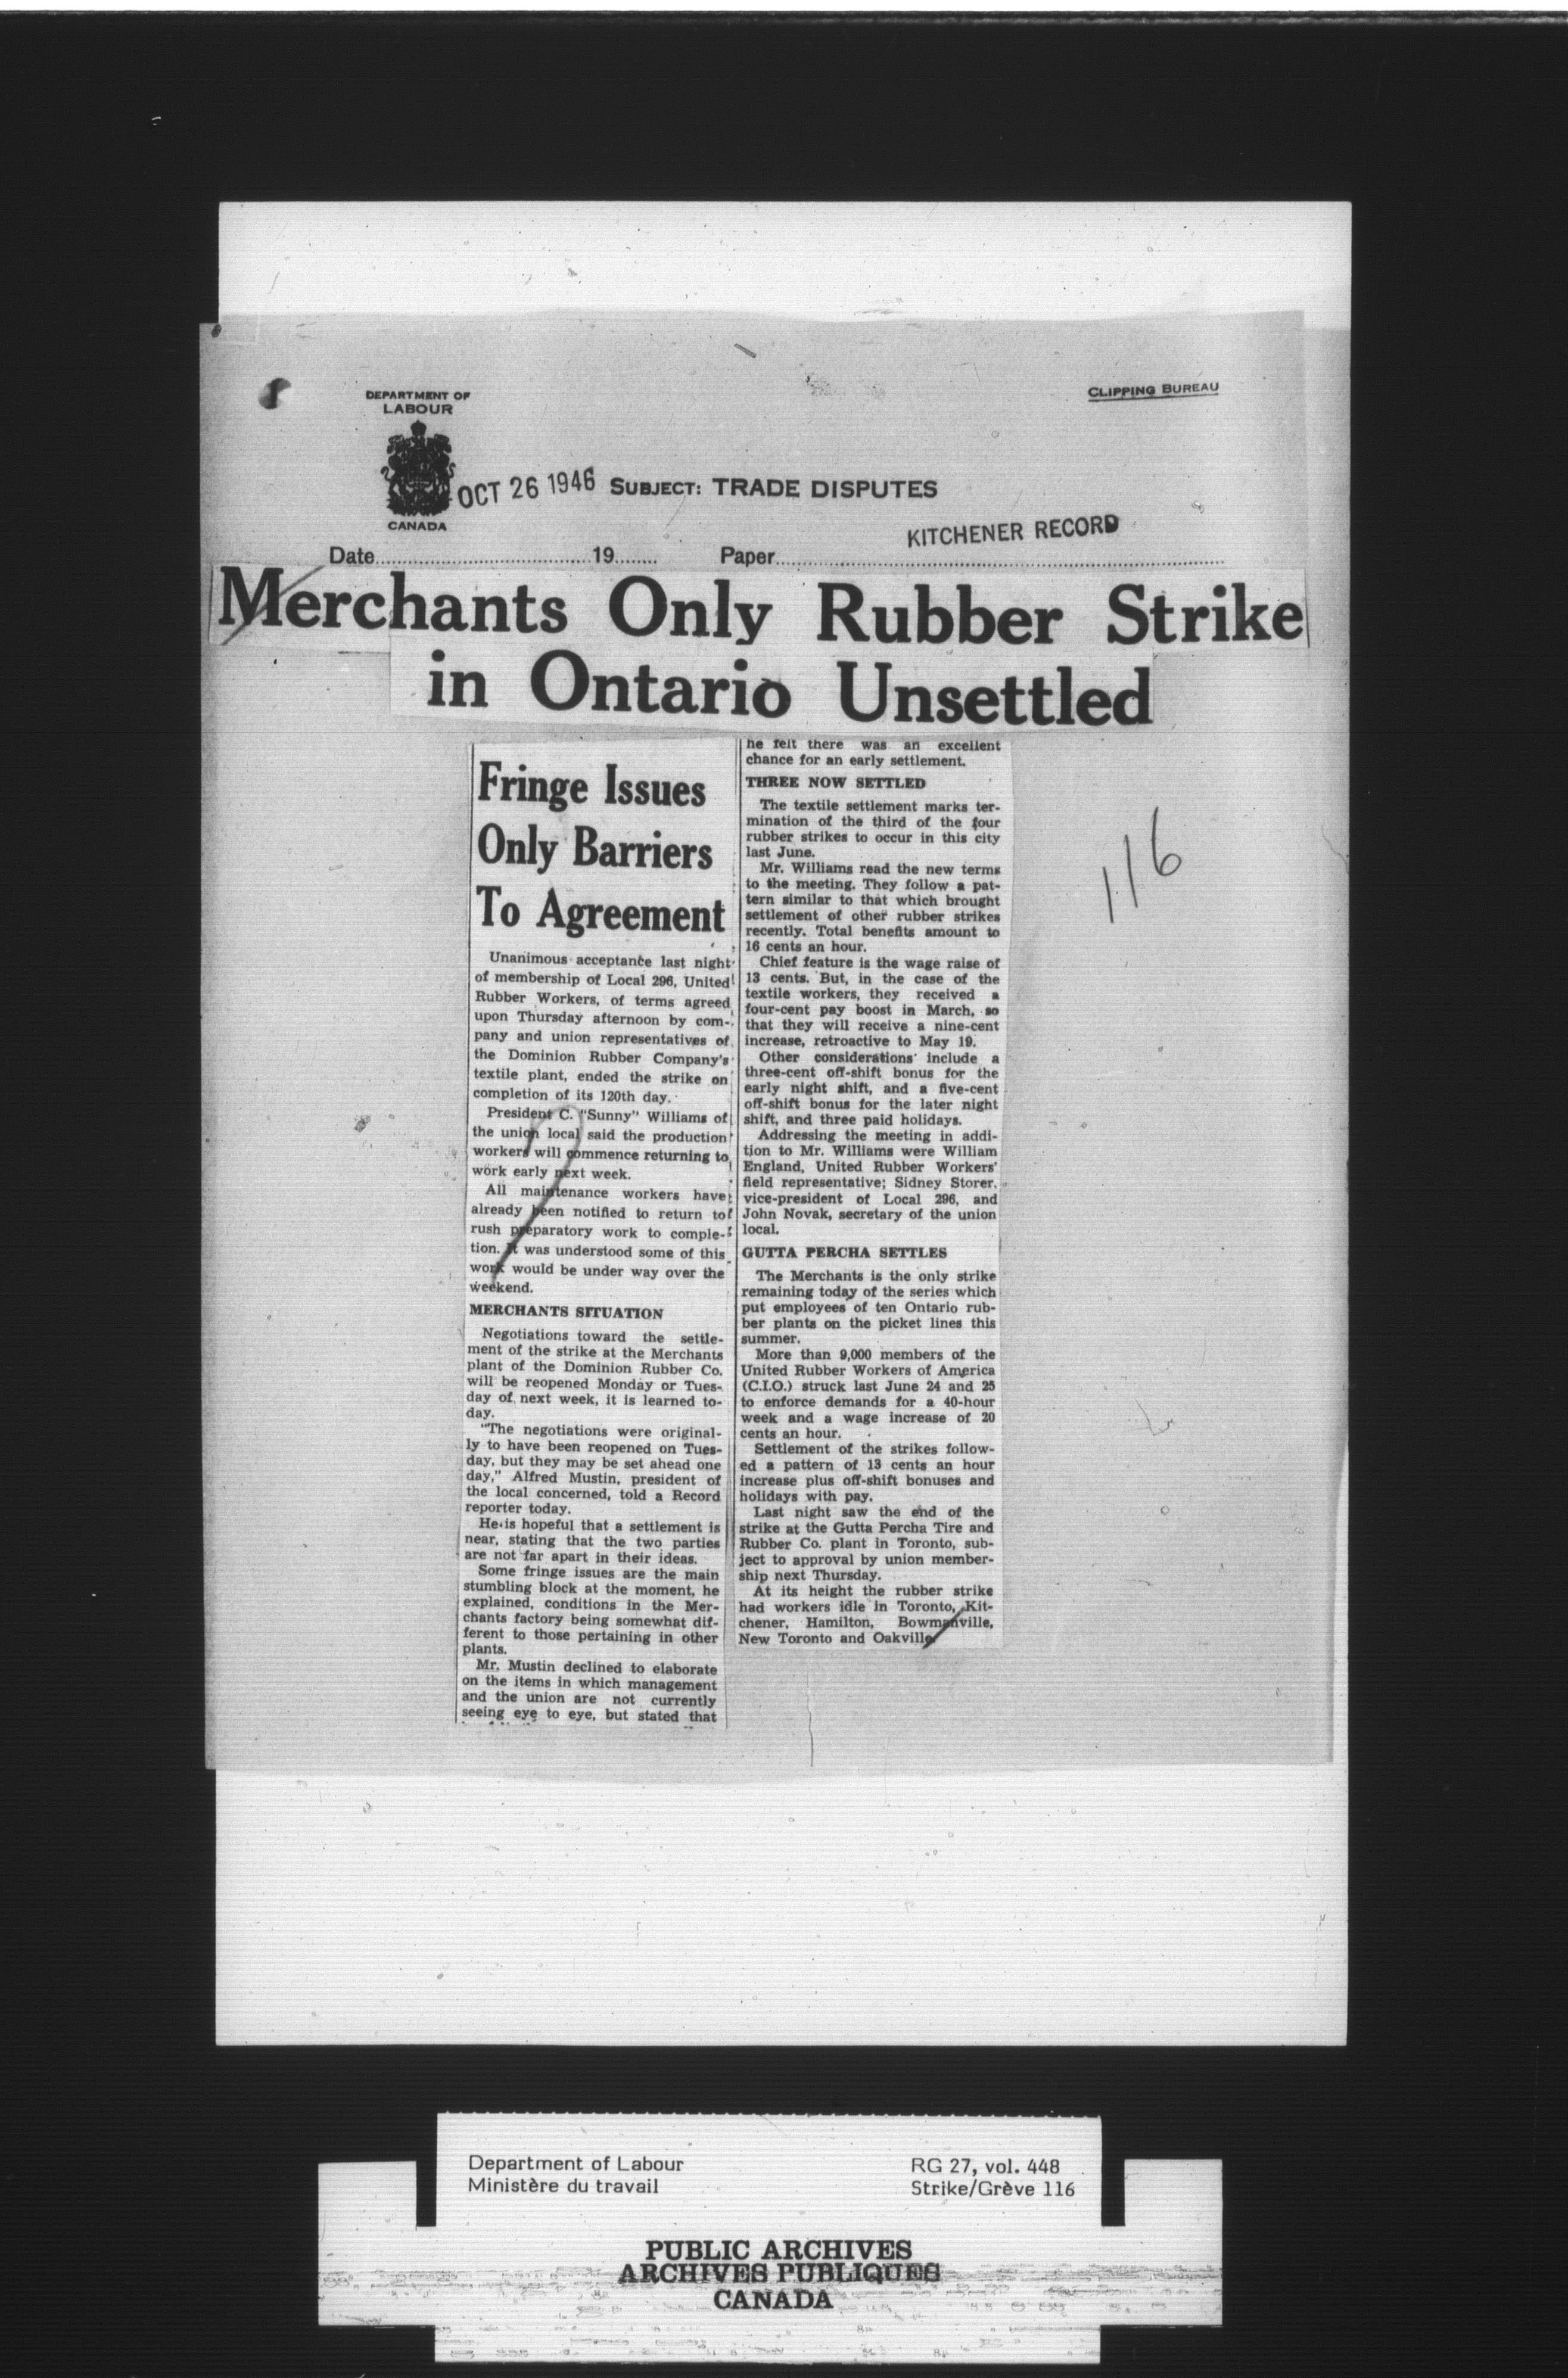 DEPARTMENT OF
LABOUR
CANADA
CLIPPING BUREAU
OCT 26 1946 SUBJECT: TRADE DISPUTES
KITCHENER RECORD
Date 19 Paper
Merchants Only Rubber Strike
in Ontario Unsettled
Fringe Issues
Only Barriers
To Agreement
Unanimous acceptance last night
of membership of Local 296, United
Rubber Workers, of terms agreed
upon Thursday afternoon by com-
pany and union representatives of
the Dominion Rubber Company's
textile plant, ended the strike on
completion of its 120th day.
President C. "Sunny" Williams of
the union local said the production
workers will commence returning to
work early next week.
All maintenance workers have
already been notified to return to
rush preparatory work to comple-
tion. It was understood some of this
work would be under way over the
weekend.
MERCHANTS SITUATION
Negotiations toward the settle-
ment of the strike at the Merchants
plant of the Dominion Rubber Co.
will be reopened Monday or Tues-
day of next week, it is learned to-
day.
"The negotiations were original-
ly to have been reopened on Tues-
day, but they may be set ahead one
day," Alfred Mustin, president of
the local concerned, told a Record
reporter today.
He is hopeful that a settlement is
near, stating that the two parties
are not far apart in their ideas.
Some fringe issues are the main
stumbling block at the moment, he
explained, conditions in the Mer-
chants factory being somewhat dif-
ferent to those pertaining in other
plants.
Mr. Mustin declined to elaborate
on the items in which management
and the union are not currently
seeing eye to eye, but stated that
he felt there was an excellent
chance for an early settlement.
THREE NOW SETTLED
The textile settlement marks ter-
mination of the third of the four
rubber strikes to occur in this city
last June.
Mr. Williams read the new terms
to the meeting. They follow a pat-
tern similar to that which brought
settlement of other rubber strikes
recently. Total benefits amount to
16 cents an hour.
Chief feature is the wage raise of
13 cents. But, in the case of the
textile workers, they received a
four-cent pay boost in March, so
that they will receive a nine-cent
increase, retroactive to May 19.
Other considerations include a
three-cent off-shift bonus for the
early night shift, and a five-cent
off-shift bonus for the later night
shift, and three paid holidays.
Addressing the meeting in addi-
tion to Mr. Williams were William
England, United Rubber Workers'
field representative; Sidney Storer,
vice-president of Local 296, and
John Novak, secretary of the union
local.
GUTTA PERCHA SETTLES
The Merchants is the only strike
remaining today of the series which
put employees of ten Ontario rub-
ber plants on the picket lines this
summer.
More than 9,000 members of the
United Rubber Workers of America
(C.I.O.) struck last June 24 and 25
to enforce demands for a 40-hour
week and a wage increase of 20
cents an hour.
Settlement of the strikes follow-
ed a pattern of 13 cents an hour
increase plus off-shift bonuses and
holidays with pay.
Last night saw the end of the
strike at the Gutta Percha Tire and
Rubber Co. plant in Toronto, sub-
ject to approval by union member-
ship next Thursday.
At its height the rubber strike
had workers idle in Toronto, Kit-
chener, Hamilton, Bowmanville,
New Toronto and Oakville.
116
Department of Labour
Ministère du travail
RG 27, vol. 448
Strike/Grève 116
PUBLIC ARCHIVES
ARCHIVES PUBLIQUES
CANADA